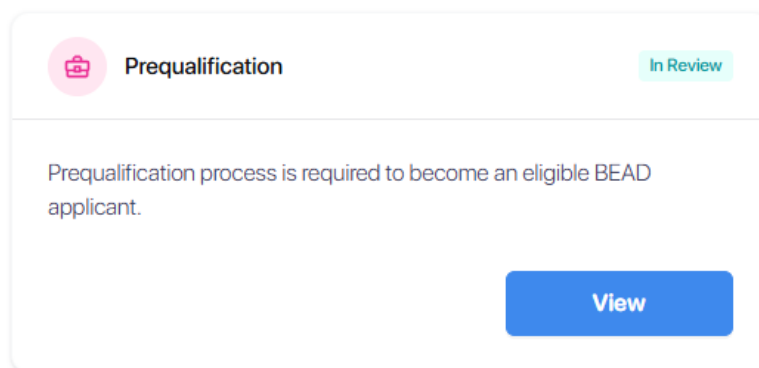 Prequalification
In Review
Prequalification process is required to become an eligible BEAD
applicant.
View